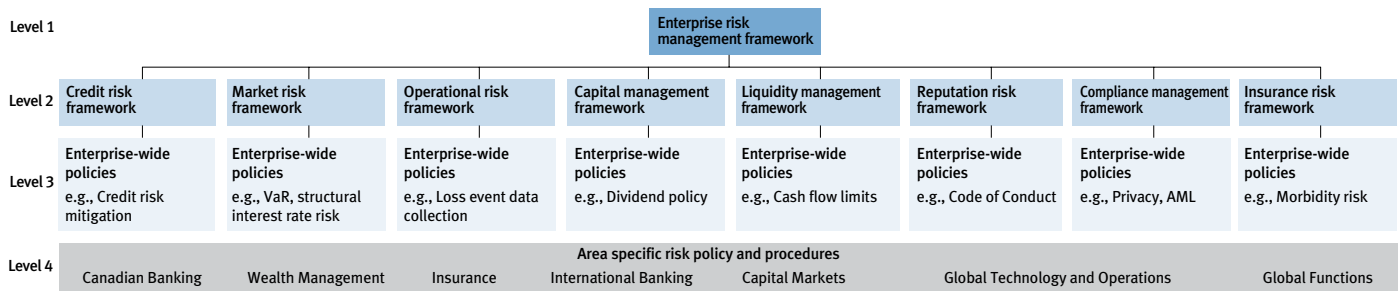 Level 1
Enterprise risk
management framework
Level 2
Credit risk
framework
Market risk
framework
Operational risk
framework
Capital management
framework
Liquidity management
framework
Reputation risk
framework
Compliance management
framework
Insurance risk
framework
Level 3
Enterprise-wide
policies
e.g., Credit risk
mitigation
Enterprise-wide
policies
e.g., VaR, structural
interest rate risk
Enterprise-wide
policies
e.g., Loss event data
collection
Enterprise-wide
policies
e.g., Dividend policy
Enterprise-wide
policies
e.g., Cash flow limits
Enterprise-wide
policies
e.g., Code of Conduct
Enterprise-wide
policies
e.g., Privacy, AML
Enterprise-wide
policies
e.g., Morbidity risk
Level 4
Area specific risk policy and procedures
Canadian Banking Wealth Management Insurance International Banking Capital Markets Global Technology and Operations Global Functions